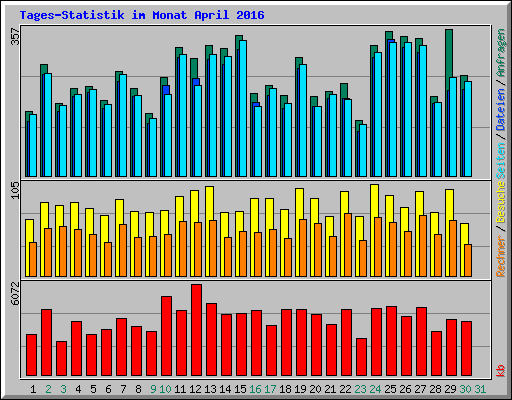 Tages-Statistik im Monat April 2016
357
105
6072
Rechner / Besuche Seiten / Dateien / Anfragen
kb
1 2 3 4 5 6 7 8 9 10 11 12 13 14 15 16 17 18 19 20 21 22 23 24 25 26 27 28 29 30 31